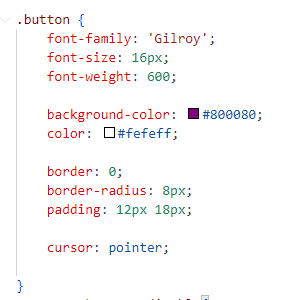 .button {
font-family: 'Gilroy';
font-size: 16px;
font-weight: 600;
background-color: #800080;
color: #fefeff;
border: 0;
border-radius: 8px;
padding: 12px 18px;
cursor: pointer;
}